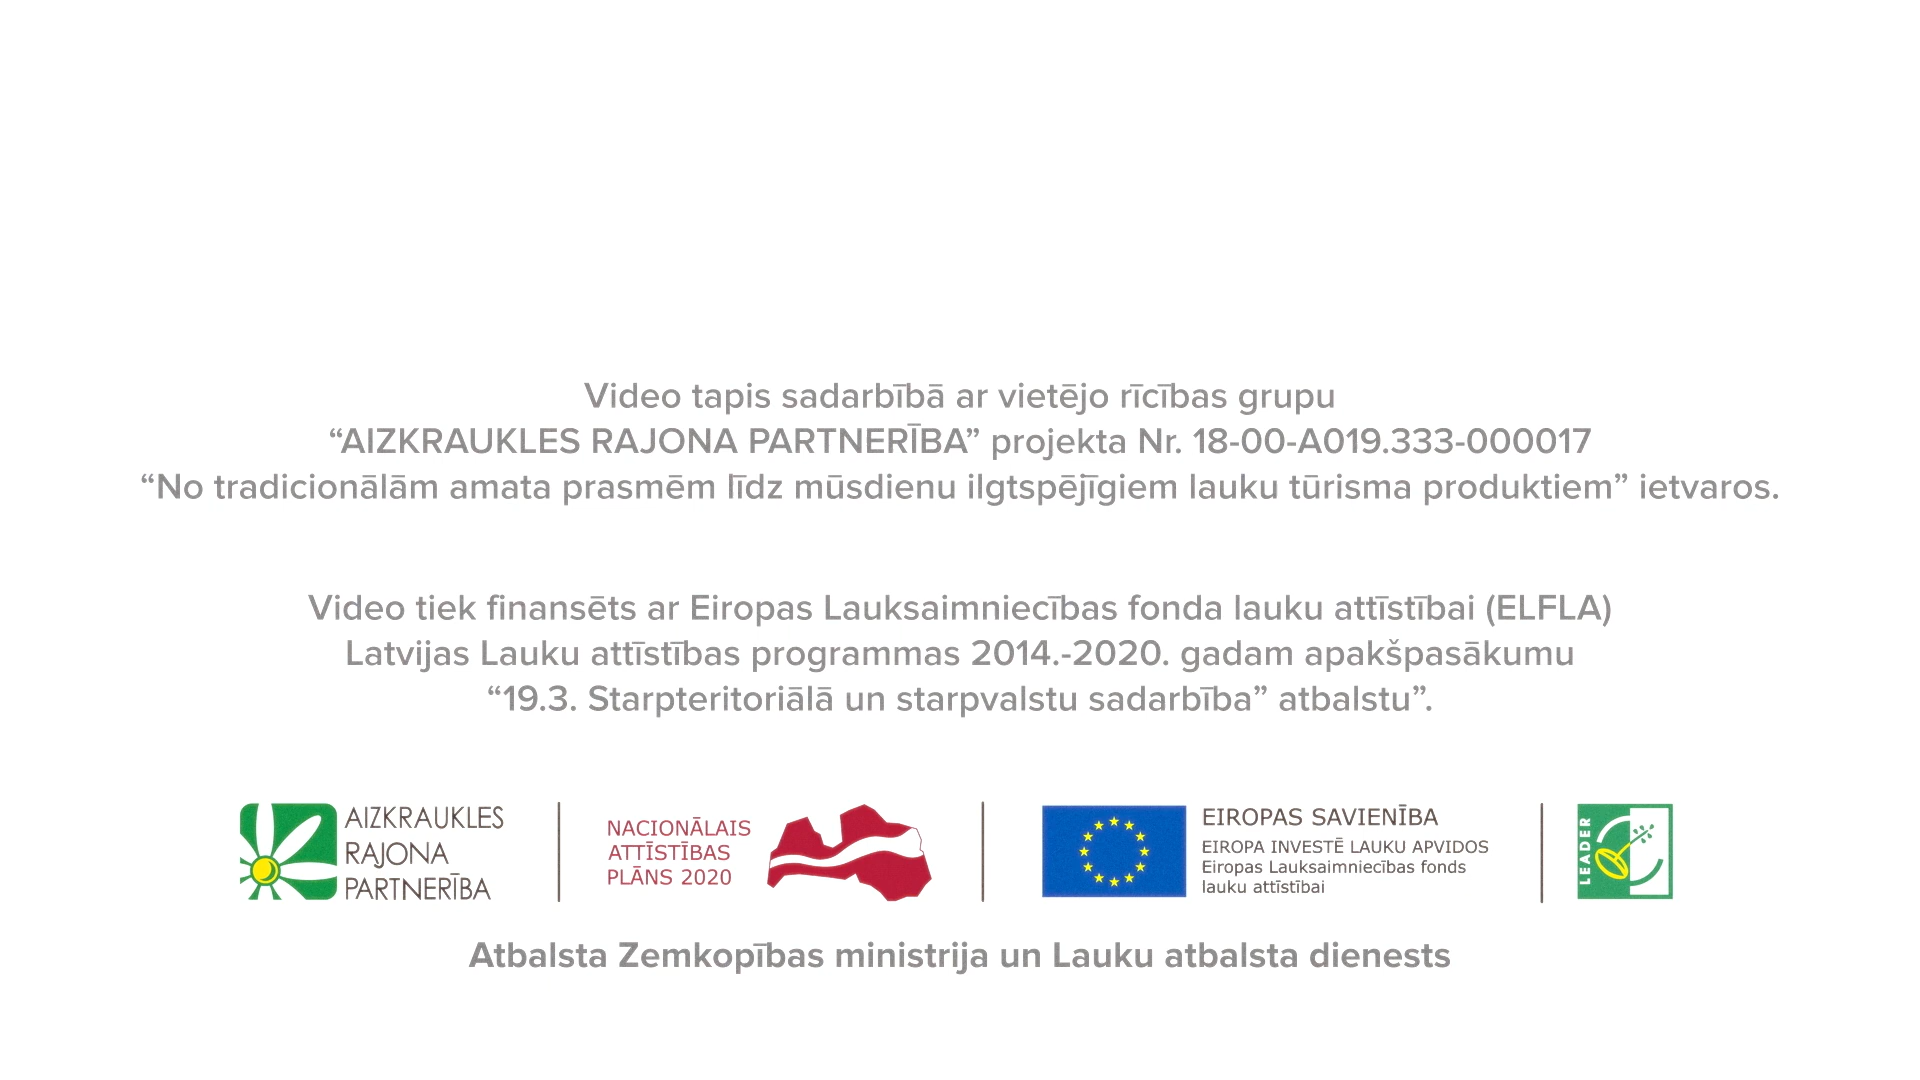 Video tapis sadarbībā ar vietējo rīcības grupu
“AIZKRAUKLES RAJONA PARTNERĪBA” projekta Nr. 18-00-A019.333-000017
“No tradicionālām amata prasmēm līdz mūsdienu ilgtspējīgiem lauku tūrisma produktiem” ietvaros.
Video tiek finansēts ar Eiropas Lauksaimniecības fonda lauku attīstībai (ELFLA)
Latvijas Lauku attīstības programmas 2014.-2020. gadam apakšpasākumu
“19.3. Starpteritoriālā un starpvalstu sadarbība” atbalstu”.
AIZKRAUKLES
RAJONA
PARTNERĪBA
NACIONĀLAIS
ATTĪSTĪBAS
PLĀNS 2020
EIROPAS SAVIENĪBA
EIROPA INVESTĒ LAUKU APVIDOS
Eiropas Lauksaimniecības fonds
lauku attīstībai
LEADER
Atbalsta Zemkopības ministrija un Lauku atbalsta dienests